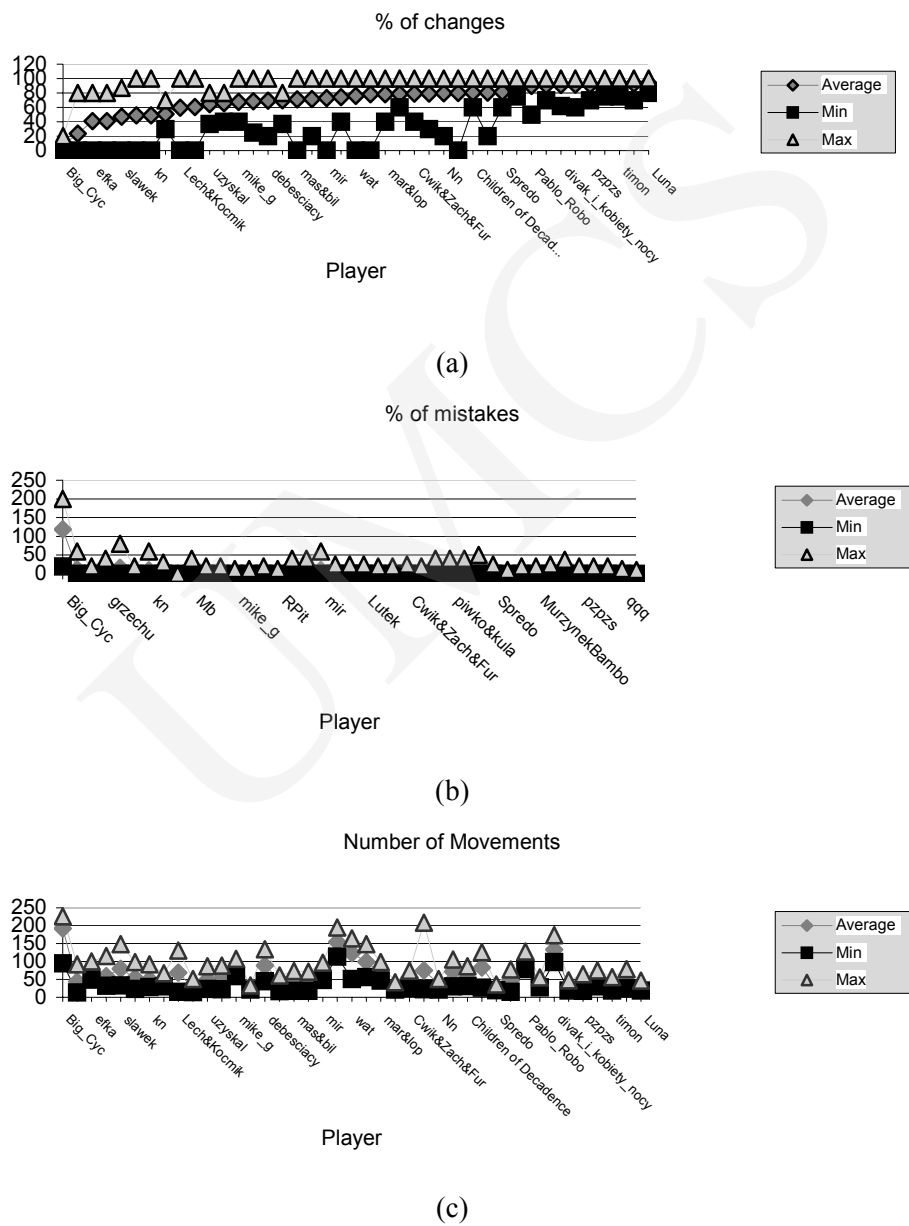 % of changes
120
100
80
60
40
20
0
Big_Cyc
efka
slawek
kn
Lech&Kocmik
uzyskal
mike_g
debesciacy
mas&bil
mir
wat
mar&lop
Cwik&Zach&Fur
Nn
Children of Decad...
Spredo
Pablo_Robo
divak_i_kobiety_nocy
pzpzs
timon
Luna
Average
Min
Max
Player
(a)
% of mistakes
250
200
150
100
50
0
Big_Cyc
grzechu
kn
Mb
mike_g
RPit
mir
Lutek
Cwik&Zach&Fur
piwko&kula
Spredo
MurzynekBambo
pzpzs
qqq
Average
Min
Max
Player
(b)
Number of Movements
250
200
150
100
50
0
Big_Cyc
efka
slawek
kn
Lech&Kocmik
uzyskal
mike_g
debesciacy
mas&bil
mir
wat
mar&lop
Cwik&Zach&Fur
Nn
Children of Decadence
Spredo
Pablo_Robo
divak_i_kobiety_nocy
pzpzs
timon
Luna
Average
Min
Max
Player
(c)
UMCS